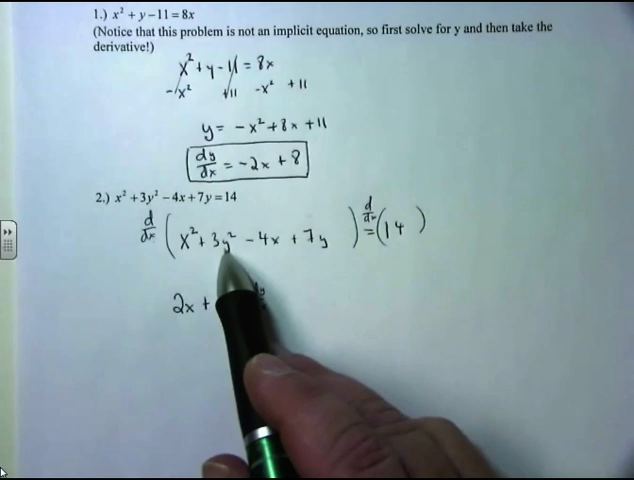 1.) x² + y − 11 = 8x
(Notice that this problem is not an implicit equation, so first solve for y and then take the
derivative!)
x² + y − 11 = 8x
−x² +11 −x² +11
y = −x² + 8x + 11
dy/dx = −2x + 8
2.) x² + 3y² − 4x + 7y = 14
d/dx (x² + 3y² − 4x + 7y) = d/dx (14)
2x +